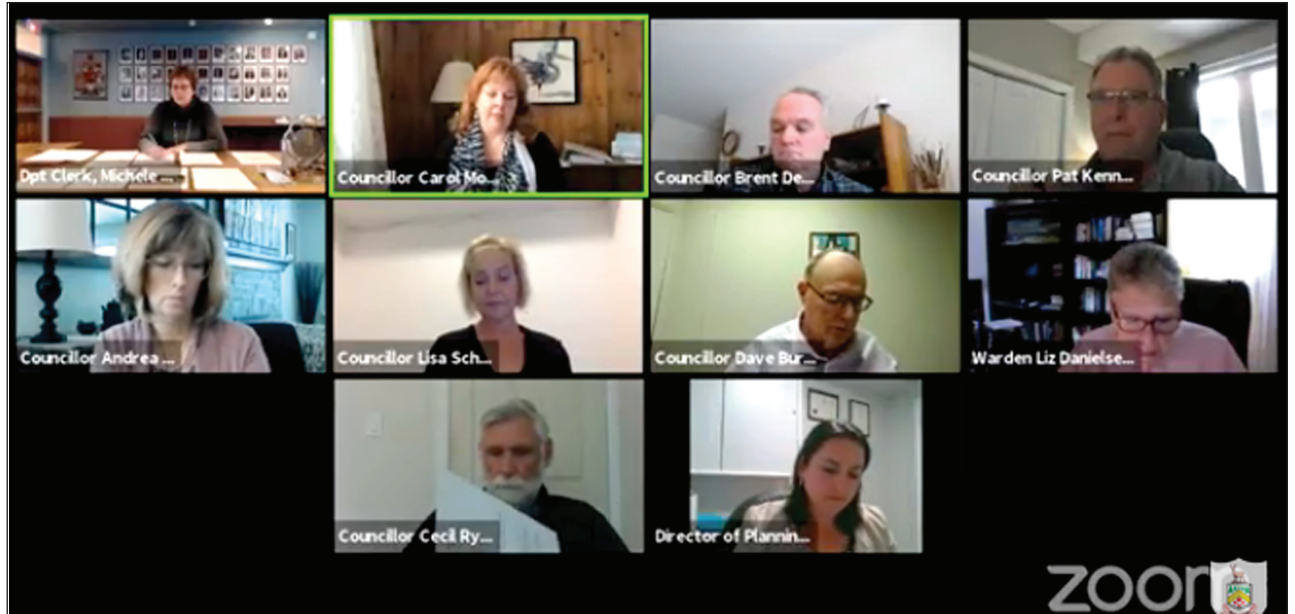 Dpt Clerk, Michele ...
Councillor Carol Mo...
Councillor Brent De...
Councillor Pat Kenn...
Councillor Andrea ...
Councillor Lisa Sch...
Councillor Dave Bur...
Warden Liz Danielse...
Councillor Cecil Ry...
Director of Plannin...
zoom